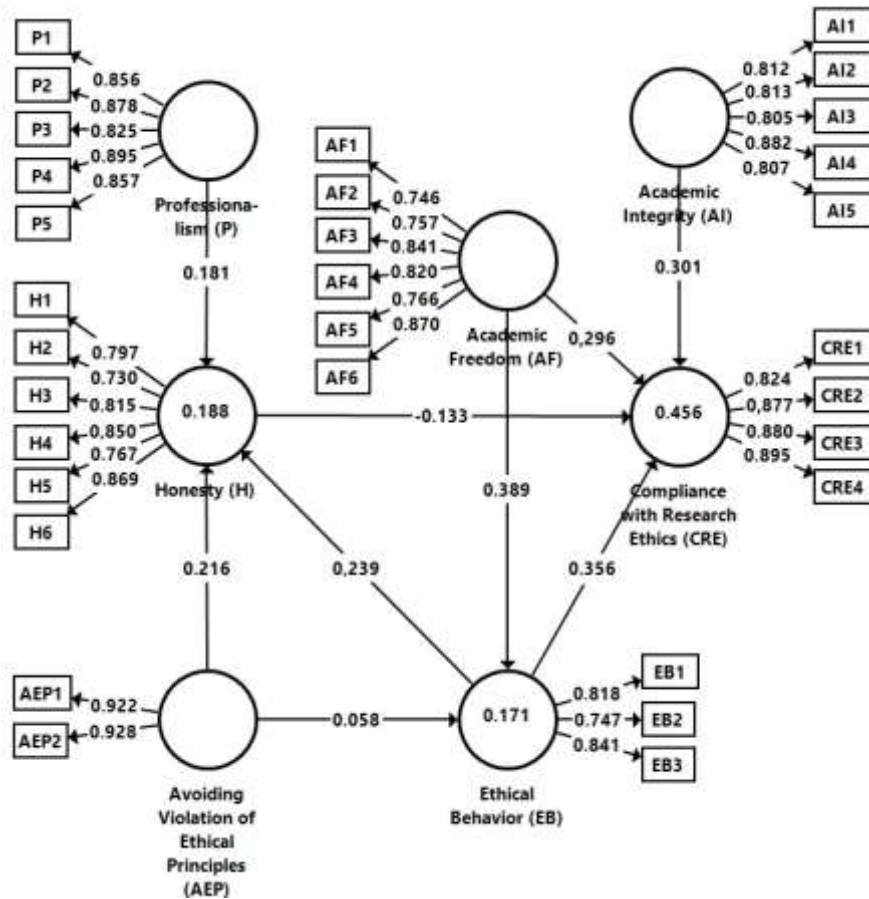 P1
P2
P3
P4
P5
0.856
0.878
0.825
0.895
0.857
Professiona-
lism (P)
0.181
AF1
AF2
AF3
AF4
AF5
AF6
0.746
0.757
0.841
0.820
0.766
0.870
Academic
Freedom (AF)
0,296
0.389
AI1
AI2
AI3
AI4
AI5
0.812
0.813
0.805
0.882
0,807
Academic
Integrity (AI)
0.301
H1
H2
H3
H4
H5
H6
0.797
0.730
0.815
0,850
0.767
0.869
0.188
Honesty (H)
-0.133
0.456
Compliance
with Research
Ethics (CRE)
CRE1
CRE2
CRE3
CRE4
0.824
0,877
0.880
0.895
0.216
0,239
0.356
AEP1
AEP2
0.922
0.928
Avoiding
Violation of
Ethical
Principles
(AEP)
0.058
0.171
Ethical
Behavior (EB)
EB1
EB2
EB3
0.818
0.747
0.841